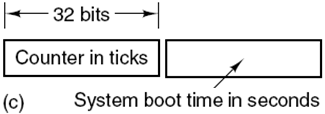 32 bits
Counter in ticks
(c) System boot time in seconds